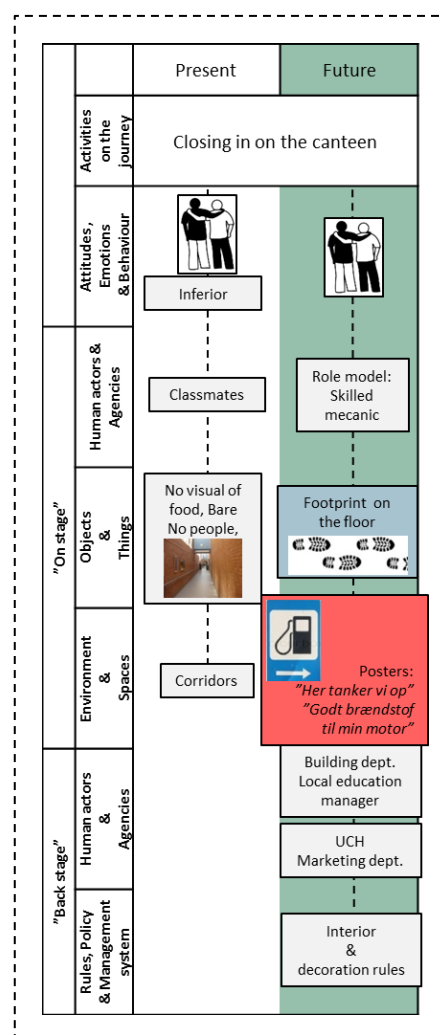 Present
Future
Activities
on the
journey
Closing in on the canteen
Attitudes,
Emotions
& Behaviour
Inferior
"On stage"
Human actors &
Agencies
Classmates
Role model:
Skilled
mecanic
Objects
&
Things
No visual of
food, Bare
No people,
Footprint on
the floor
Environment
&
Spaces
Corridors
Posters:
"Her tanker vi op"
"Godt brændstof
til min motor"
"Back stage"
Human actors
&
Agencies
Building dept.
Local education
manager
UCH
Marketing dept.
Rules, Policy
& Management
system
Interior
&
decoration rules